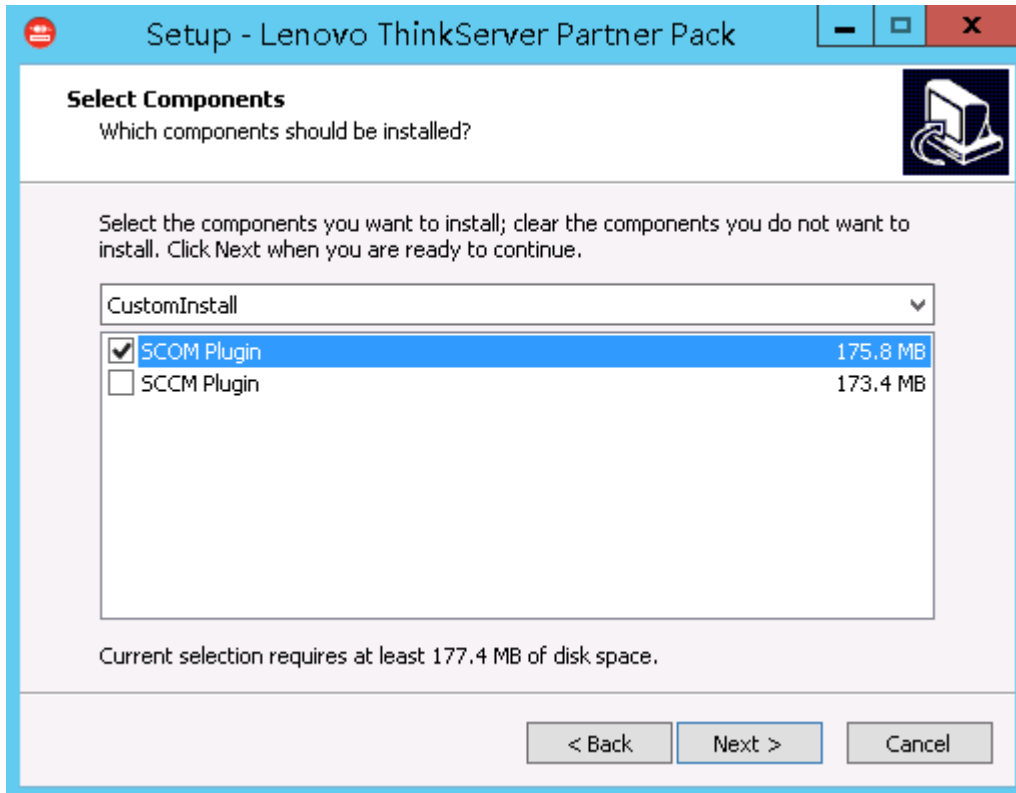 Setup - Lenovo ThinkServer Partner Pack
Select Components
Which components should be installed?
Select the components you want to install; clear the components you do not want to
install. Click Next when you are ready to continue.
CustomInstall
SCOM Plugin 175.8 MB
SCCM Plugin 173.4 MB
Current selection requires at least 177.4 MB of disk space.
< Back Next > Cancel